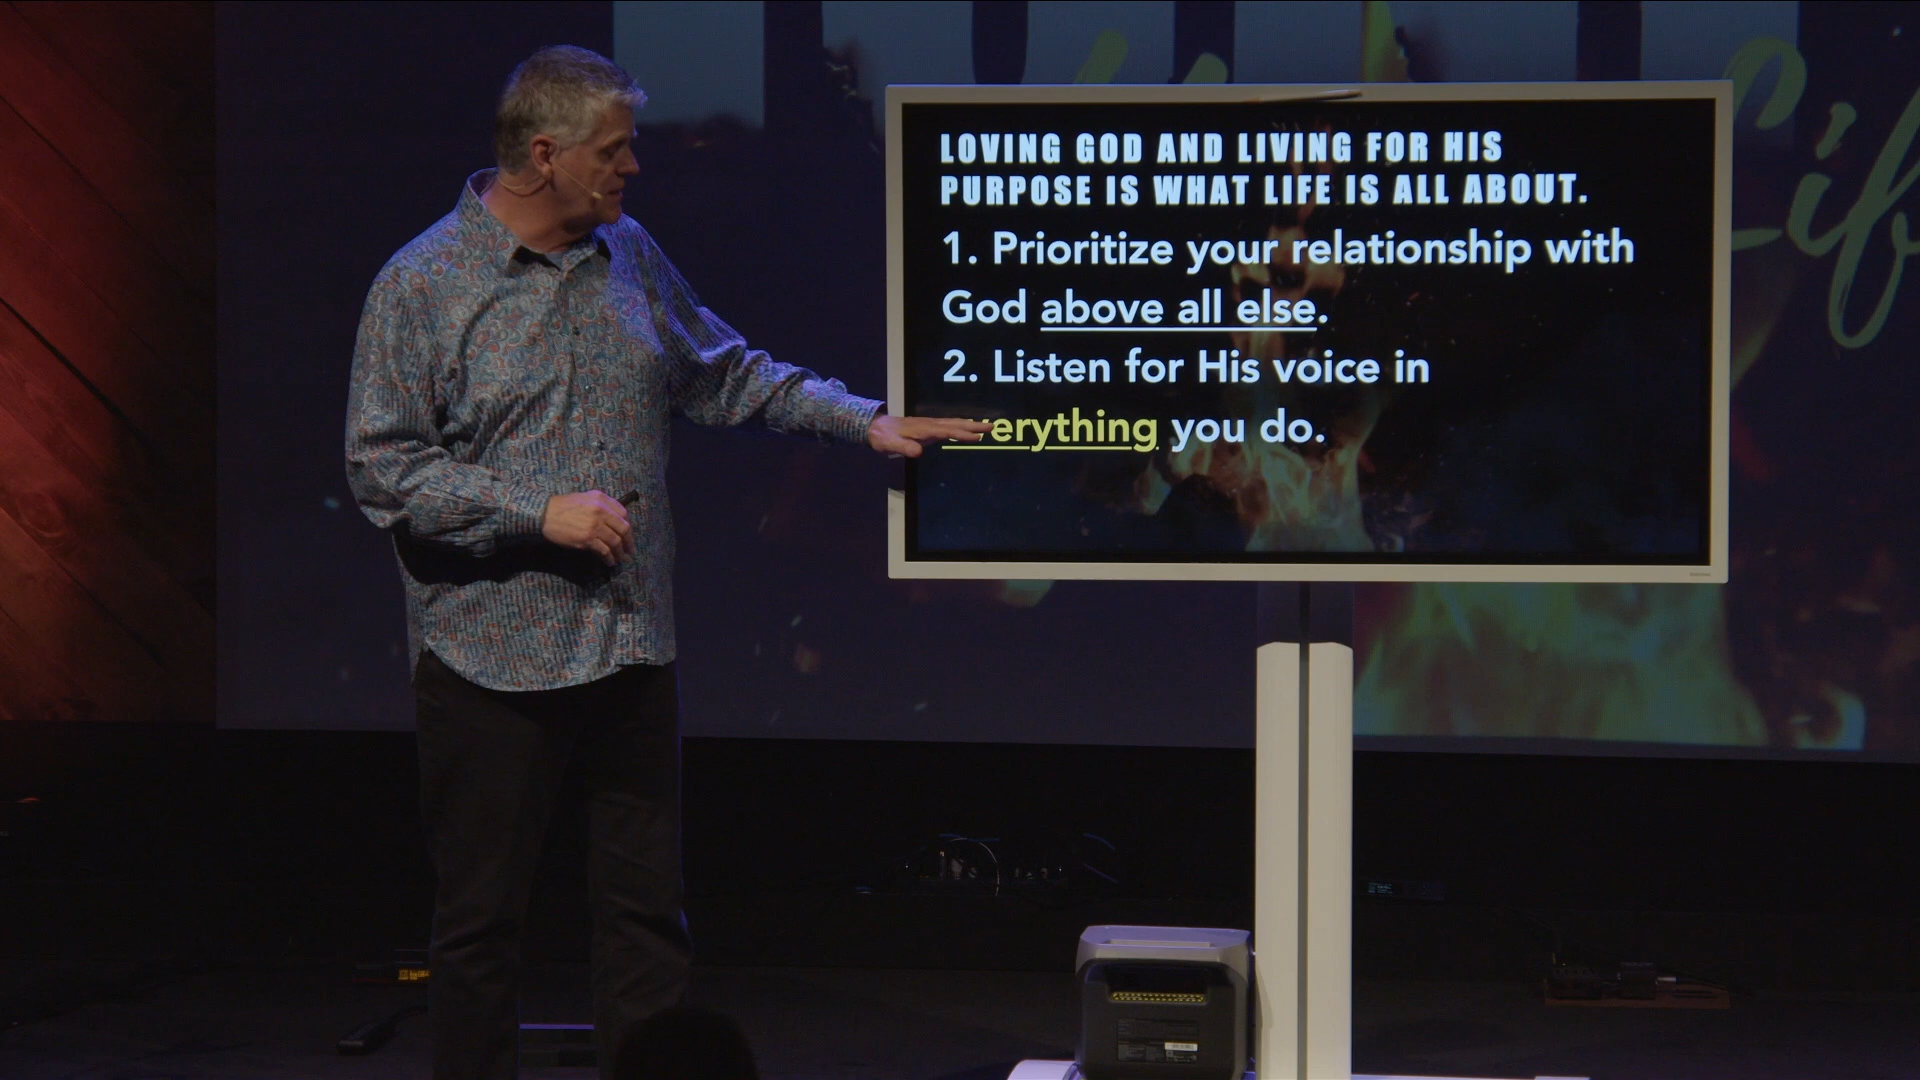 LOVING GOD AND LIVING FOR HIS
PURPOSE IS WHAT LIFE IS ALL ABOUT.
1. Prioritize your relationship with
God above all else.
2. Listen for His voice in
everything you do.